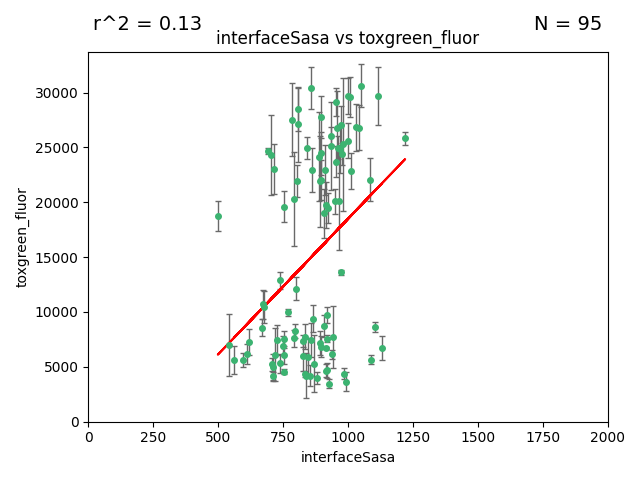 r^2 = 0.13
N = 95
interfaceSasa vs toxgreen_fluor
30000
25000
20000
15000
10000
5000
0
toxgreen_fluor
0 250 500 750 1000 1250 1500 1750 2000
interfaceSasa